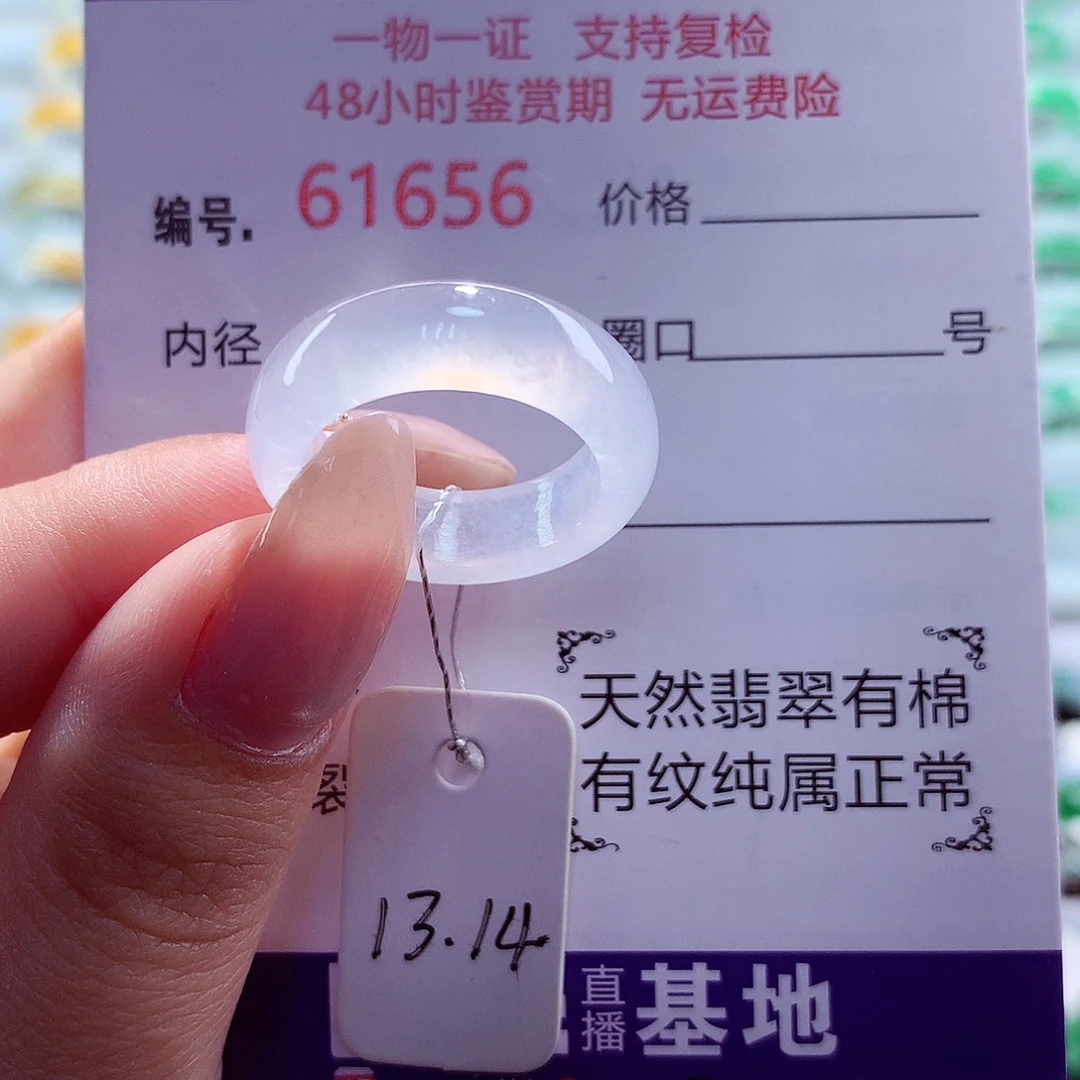 一物一证 支持复检
48小时鉴赏期 无运费险
编号. 61656 价格
内径 圈口 号
天然翡翠有棉
裂 有纹纯属正常
13.14
直播 基地